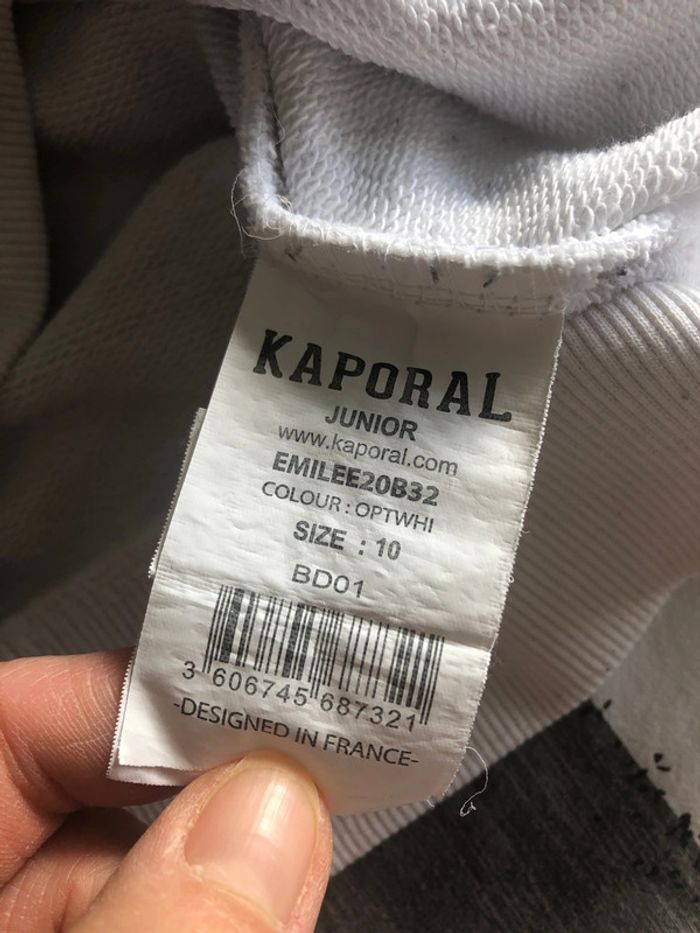 KAPORAL
JUNIOR
www.kaporal.com
EMILEE20B32
COLOUR : OPTWHI
SIZE : 10
BD01
3 606745 687321
-DESIGNED IN FRANCE-